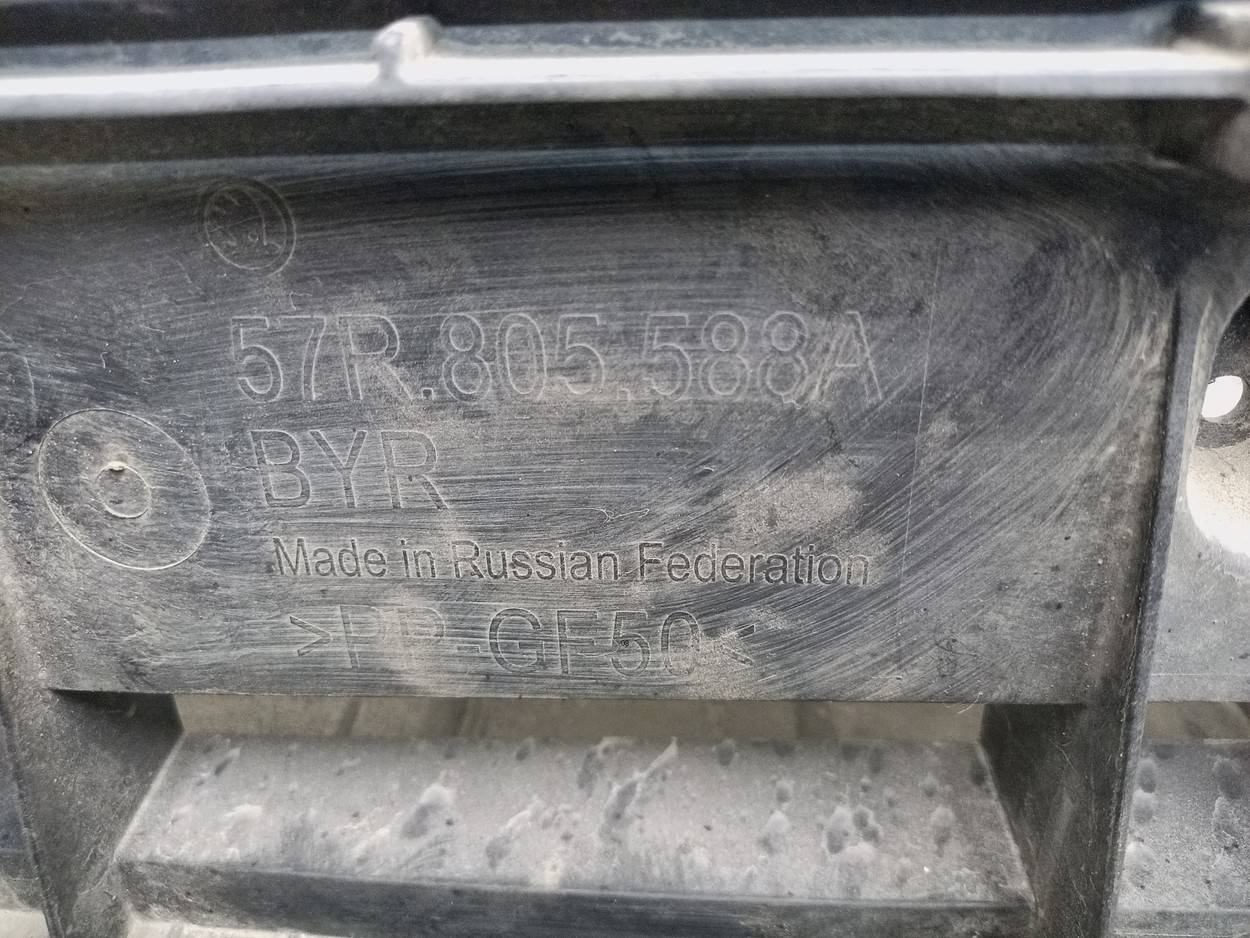 57R.805.588A
BYR
Made in Russian Federation
>PP-GF50<